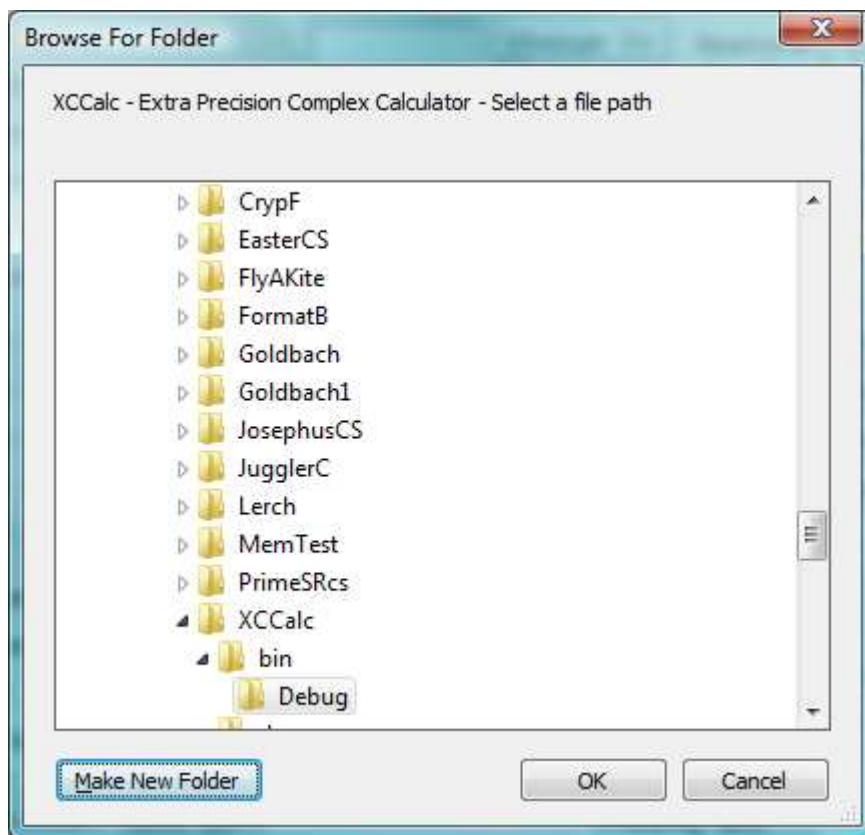 Browse For Folder
XCCalc - Extra Precision Complex Calculator - Select a file path
CrypF
EasterCS
FlyAKite
FormatB
Goldbach
Goldbach1
JosephusCS
JugglerC
Lerch
MemTest
PrimeSRcs
XCCalc
bin
Debug
Make New Folder OK Cancel